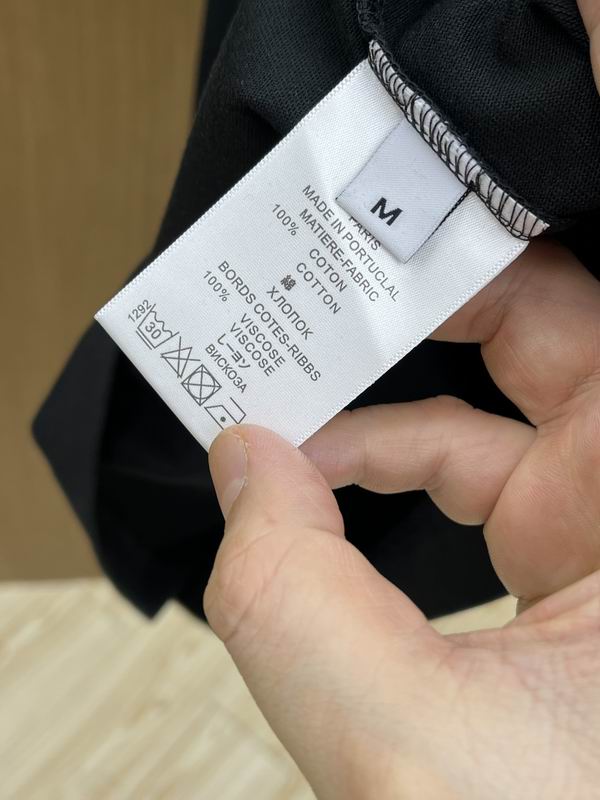 M
PARIS
MADE IN PORTUCLAL
MATIERE-FABRIC
100% COTON
COTTON
綿
ХЛОПОК
BORDS COTES-RIBBS
100% VISCOSE
VISCOSE
レーヨン
ВИСКОЗА
1292
30